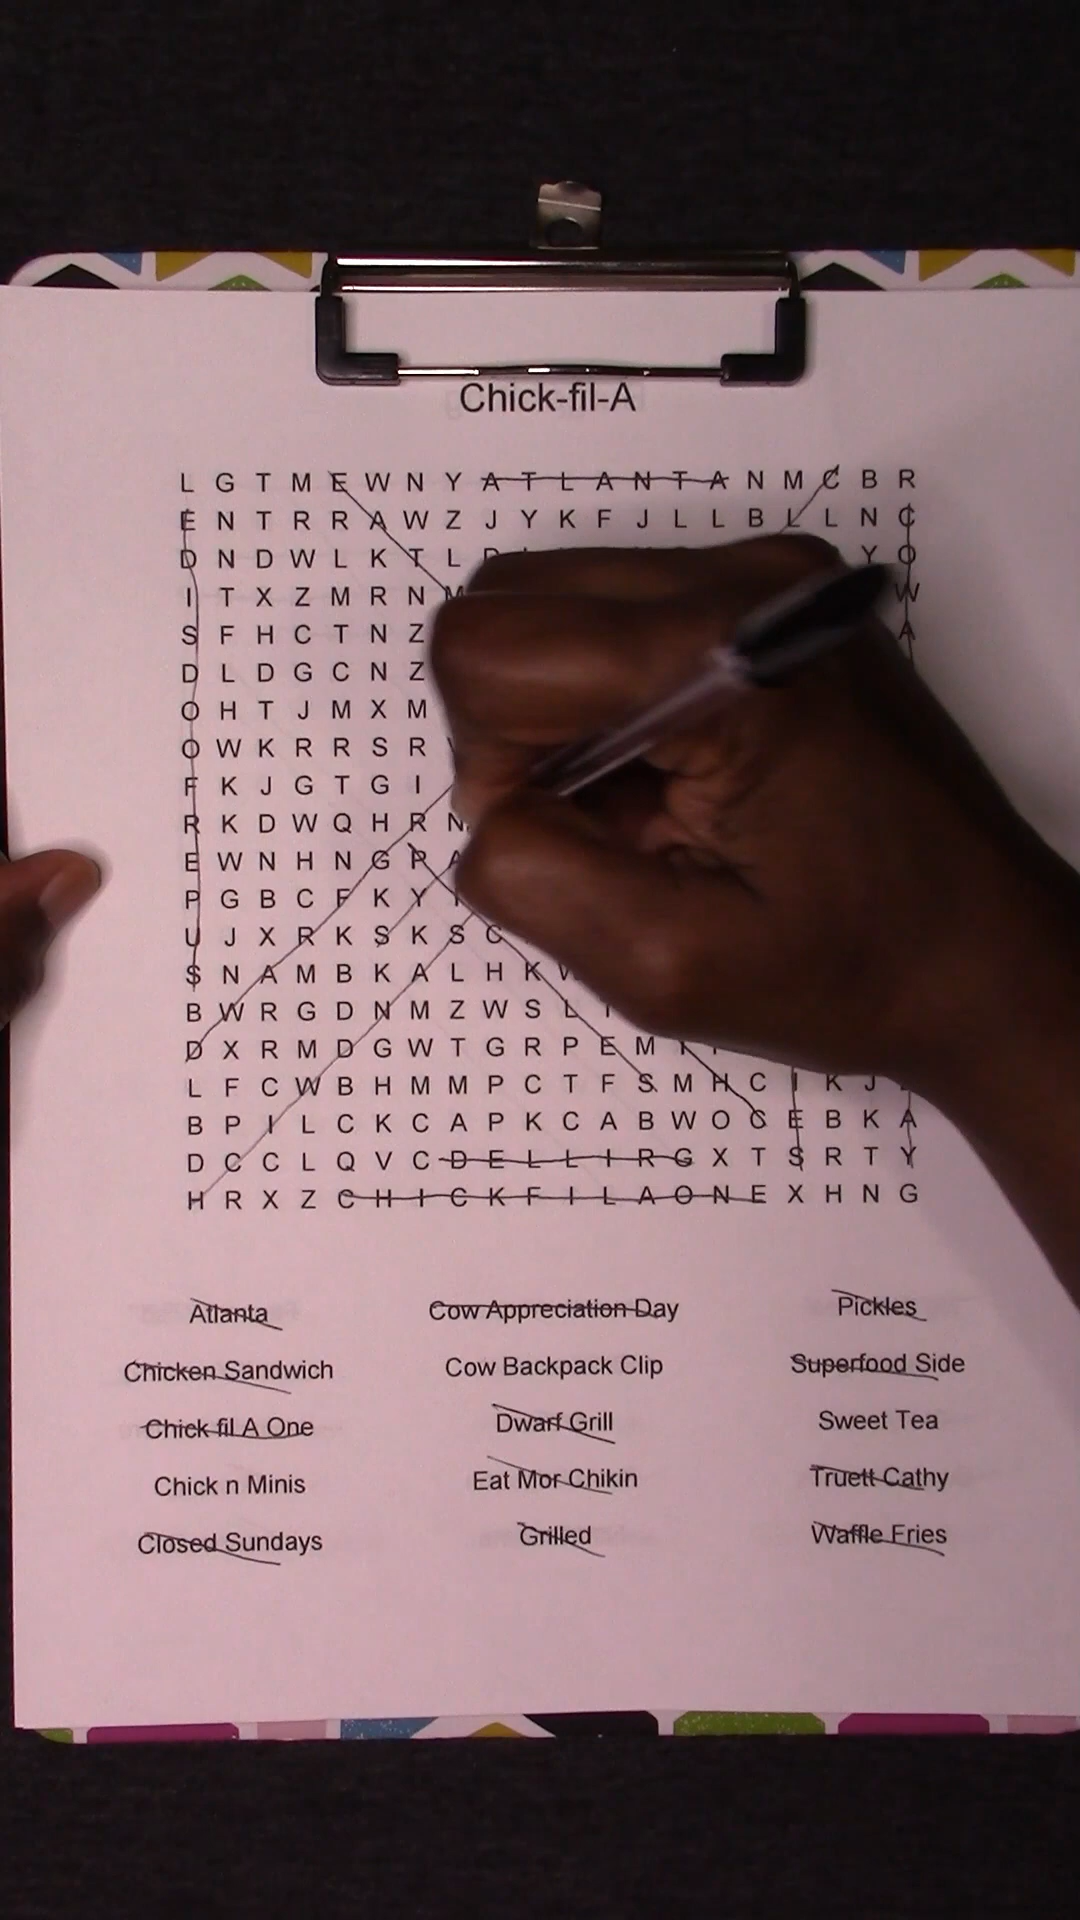 Chick-fil-A
L G T M E W N Y A T L A N T A N M C B R
E N T R R A W Z J Y K F J L L B L L N C
D N D W L K T L Y O
I T X Z M R N M W
S F H C T N Z A
D L D G C N Z
O H T J M X M
O W K R R S R
F K J G T G I
R K D W Q H R N
E W N H N G P A
P G B C F K Y
U J X R K S K S C
S N A M B K A L H K
B W R G D N M Z W S L
D X R M D G W T G R P E M
L F C W B H M M P C T F S M H C I K J
B P I L C K C A P K C A B W O C E B K A
D C C L Q V C D E L L I R G X T S R T Y
H R X Z C H I C K F I L A O N E X H N G
Atlanta Cow Appreciation Day Pickles
Chicken Sandwich Cow Backpack Clip Superfood Side
Chick fil A One Dwarf Grill Sweet Tea
Chick n Minis Eat Mor Chikin Truett Cathy
Closed Sundays Grilled Waffle Fries